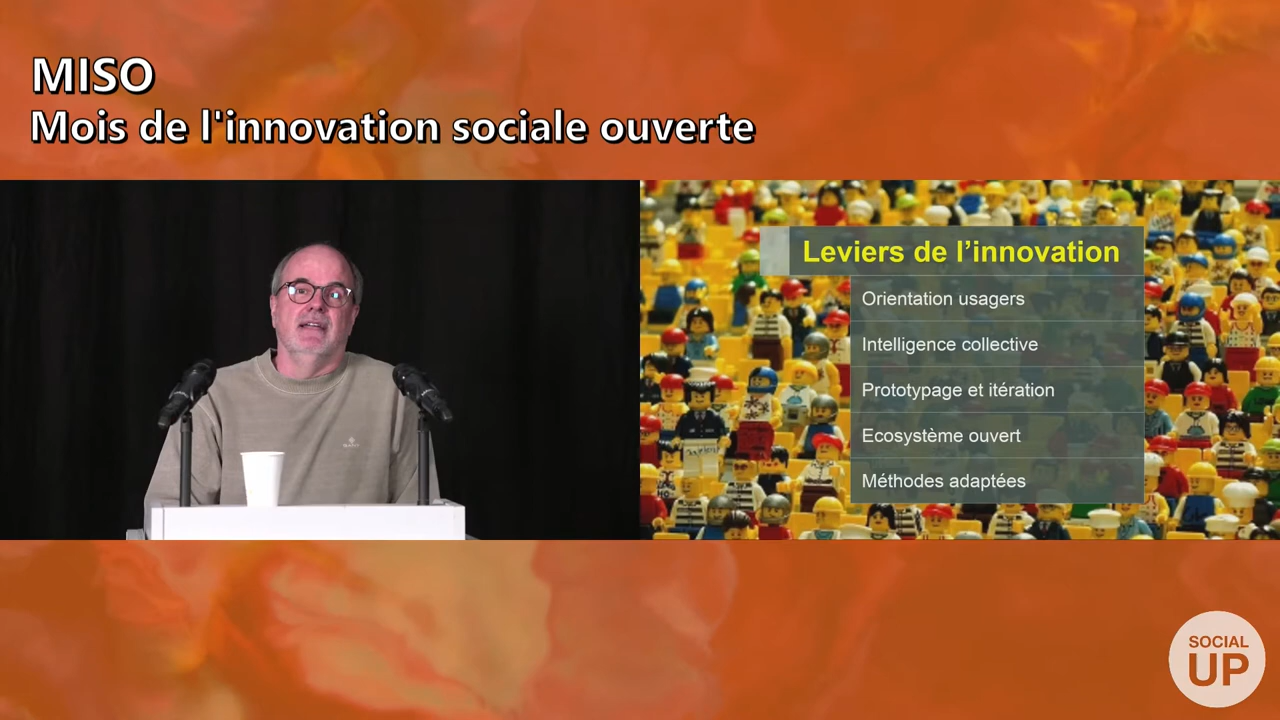 MISO
Mois de l'innovation sociale ouverte
Leviers de l’innovation
Orientation usagers
Intelligence collective
Prototypage et itération
Ecosystème ouvert
Méthodes adaptées
SOCIAL
UP